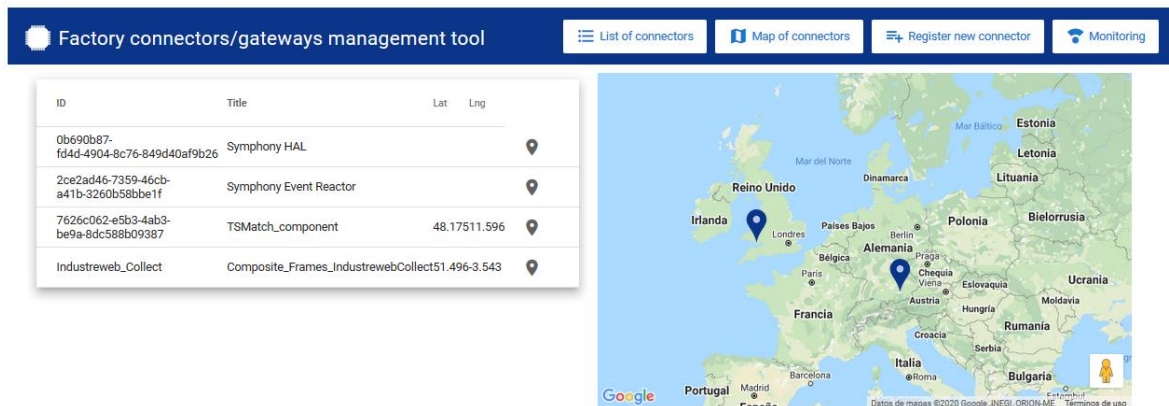 Factory connectors/gateways management tool
List of connectors
Map of connectors
Register new connector
Monitoring
ID Title Lat Lng
0b690b87-
fd4d-4904-8c76-849d40af9b26 Symphony HAL
2ce2ad46-7359-46cb-
a41b-3260b58bbe1f Symphony Event Reactor
7626c062-e5b3-4ab3-
be9a-8dc588b09387 TSMatch_component 48.17511.596
Industreweb_Collect Composite_Frames_IndustrewebCollect51.496-3.543
Mar Báltico
Estonia
Letonia
Mar del Norte
Dinamarca
Lituania
Reino Unido
Irlanda
Londres
Países Bajos
Berlín
Polonia
Bielorrusia
Alemania
Bélgica
Praga
París
Chequia
Viena
Eslovaquia
Ucrania
Austria
Hungría
Moldavia
Francia
Croacia
Rumanía
Serbia
Italia
Roma
Bulgaria
Barcelona
Portugal
Madrid
España
Estambul
Google
Datos de mapas ©2020 Google, INEGI, ORION-ME
Términos de uso